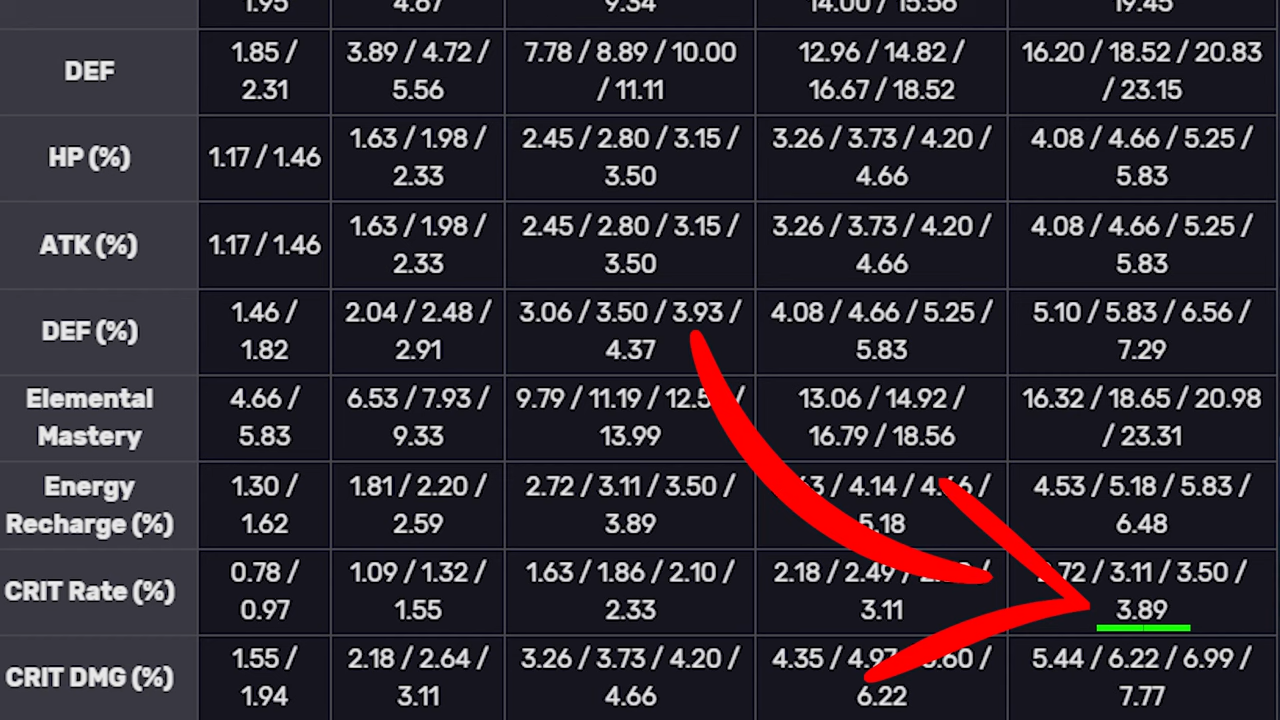 1.95 4.67 9.34 14.00 / 15.56 19.45
DEF
1.85 / 3.89 / 4.72 / 7.78 / 8.89 / 10.00 12.96 / 14.82 / 16.20 / 18.52 / 20.83
2.31 5.56 / 11.11 16.67 / 18.52 / 23.15
HP (%)
1.17 / 1.46
1.63 / 1.98 / 2.45 / 2.80 / 3.15 / 3.26 / 3.73 / 4.20 / 4.08 / 4.66 / 5.25 /
2.33 3.50 4.66 5.83
ATK (%)
1.17 / 1.46
1.63 / 1.98 / 2.45 / 2.80 / 3.15 / 3.26 / 3.73 / 4.20 / 4.08 / 4.66 / 5.25 /
2.33 3.50 4.66 5.83
DEF (%)
1.46 / 2.04 / 2.48 / 3.06 / 3.50 / 3.93 / 4.08 / 4.66 / 5.25 / 5.10 / 5.83 / 6.56 /
1.82 2.91 4.37 5.83 7.29
Elemental 4.66 / 6.53 / 7.93 / 9.79 / 11.19 / / 13.06 / 14.92 / 16.32 / 18.65 / 20.98
Mastery 5.83 9.33 13.99 16.79 / 18.56 / 23.31
Energy 1.30 / 1.81 / 2.20 / 2.72 / 3.11 / 3.50 / / 4.14 / / 4.53 / 5.18 / 5.83 /
Recharge (%) 1.62 2.59 3.89 5.18 6.48
CRIT Rate (%)
0.78 / 1.09 / 1.32 / 1.63 / 1.86 / 2.10 / 2.18 / 2.49 / / / 3.11 / 3.50 /
0.97 1.55 2.33 3.11 3.89
CRIT DMG (%)
1.55 / 2.18 / 2.64 / 3.26 / 3.73 / 4.20 / 4.35 / / / 5.44 / 6.22 / 6.99 /
1.94 3.11 4.66 6.22 7.77